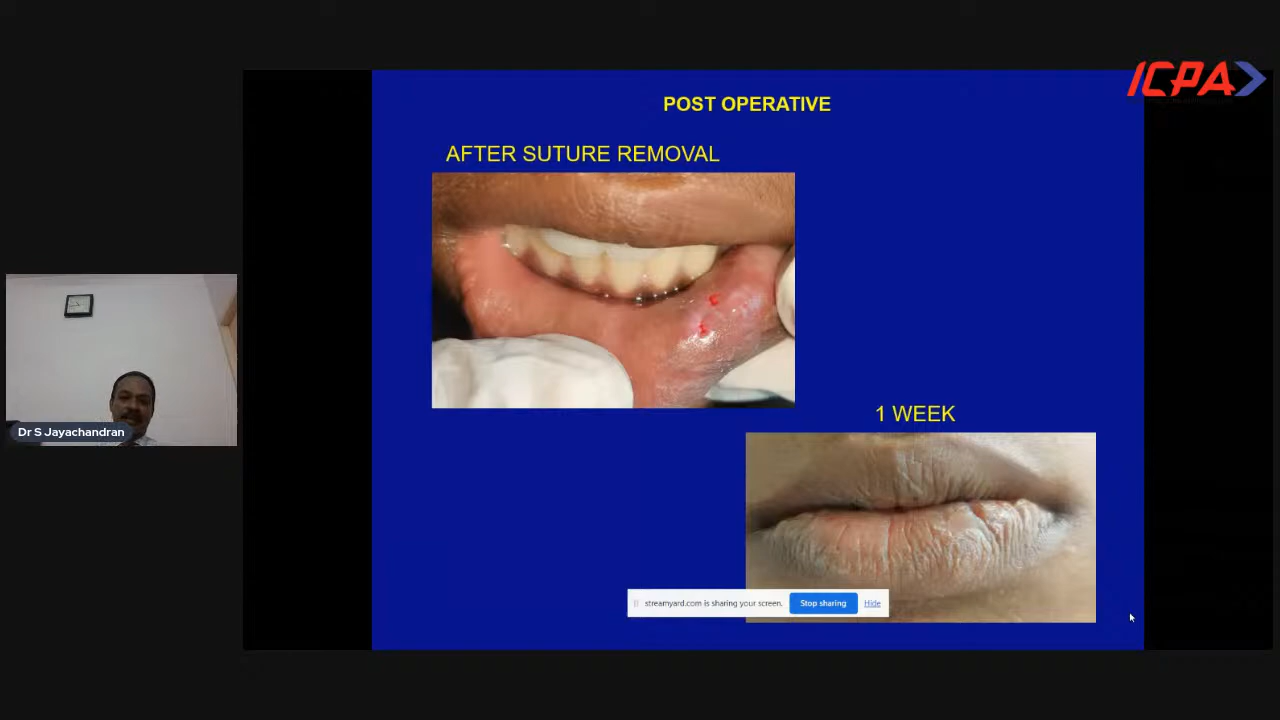 ICPA
POST OPERATIVE
AFTER SUTURE REMOVAL
Dr S Jayachandran
1 WEEK
streamyard.com is sharing your screen.
Stop sharing
Hide